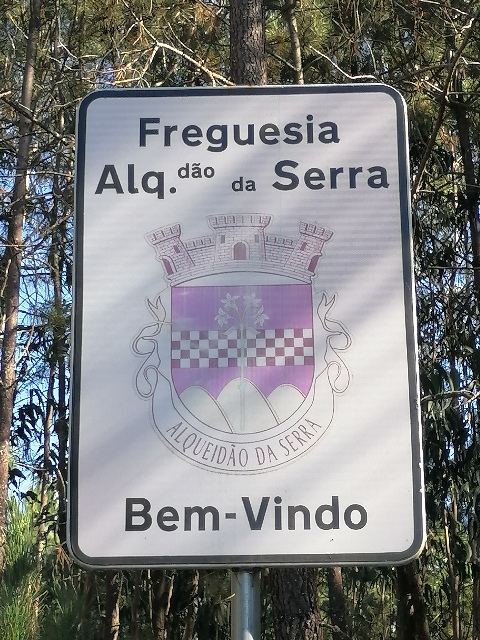 Freguesia
Alq.dão da Serra
ALQUEIDÃO DA SERRA
Bem-Vindo